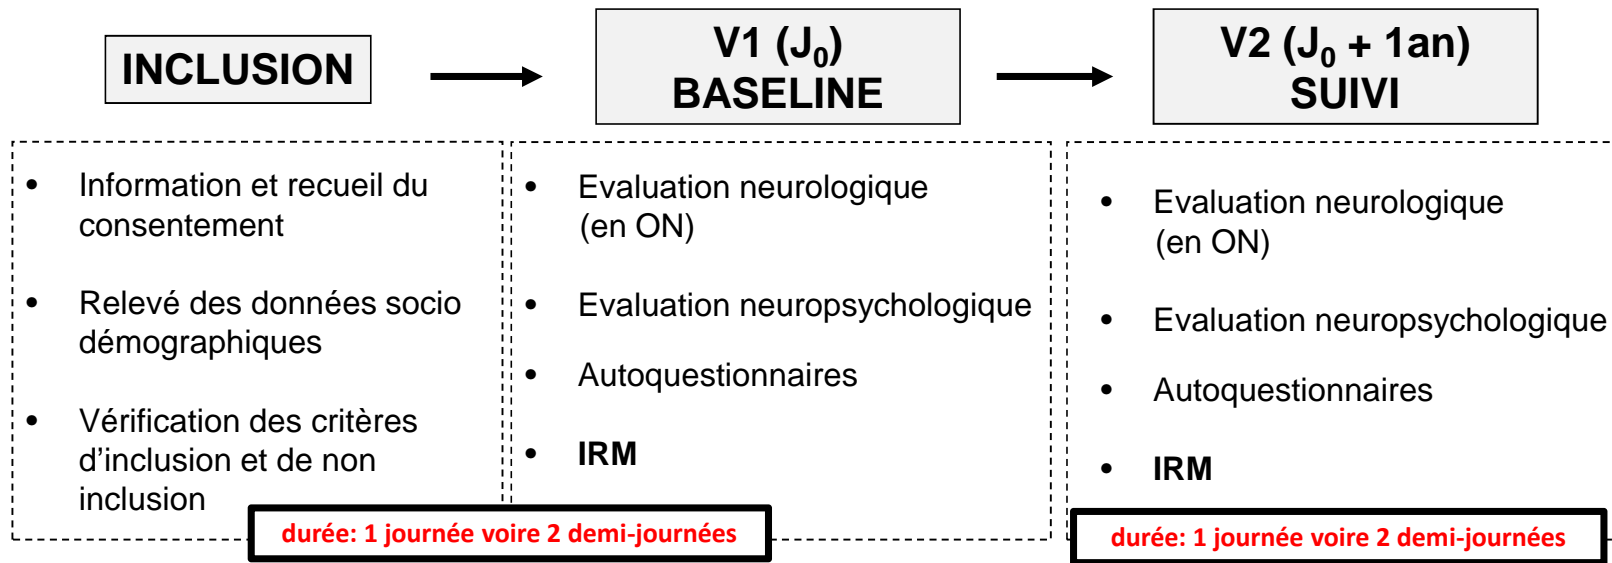 INCLUSION
V1 (J₀)
BASELINE
V2 (J₀ + 1an)
SUIVI
• Information et recueil du
consentement
• Relevé des données socio
démographiques
• Vérification des critères
d’inclusion et de non
inclusion
• Evaluation neurologique
(en ON)
• Evaluation neuropsychologique
• Autoquestionnaires
• IRM
durée: 1 journée voire 2 demi-journées
• Evaluation neurologique
(en ON)
• Evaluation neuropsychologique
• Autoquestionnaires
• IRM
durée: 1 journée voire 2 demi-journées